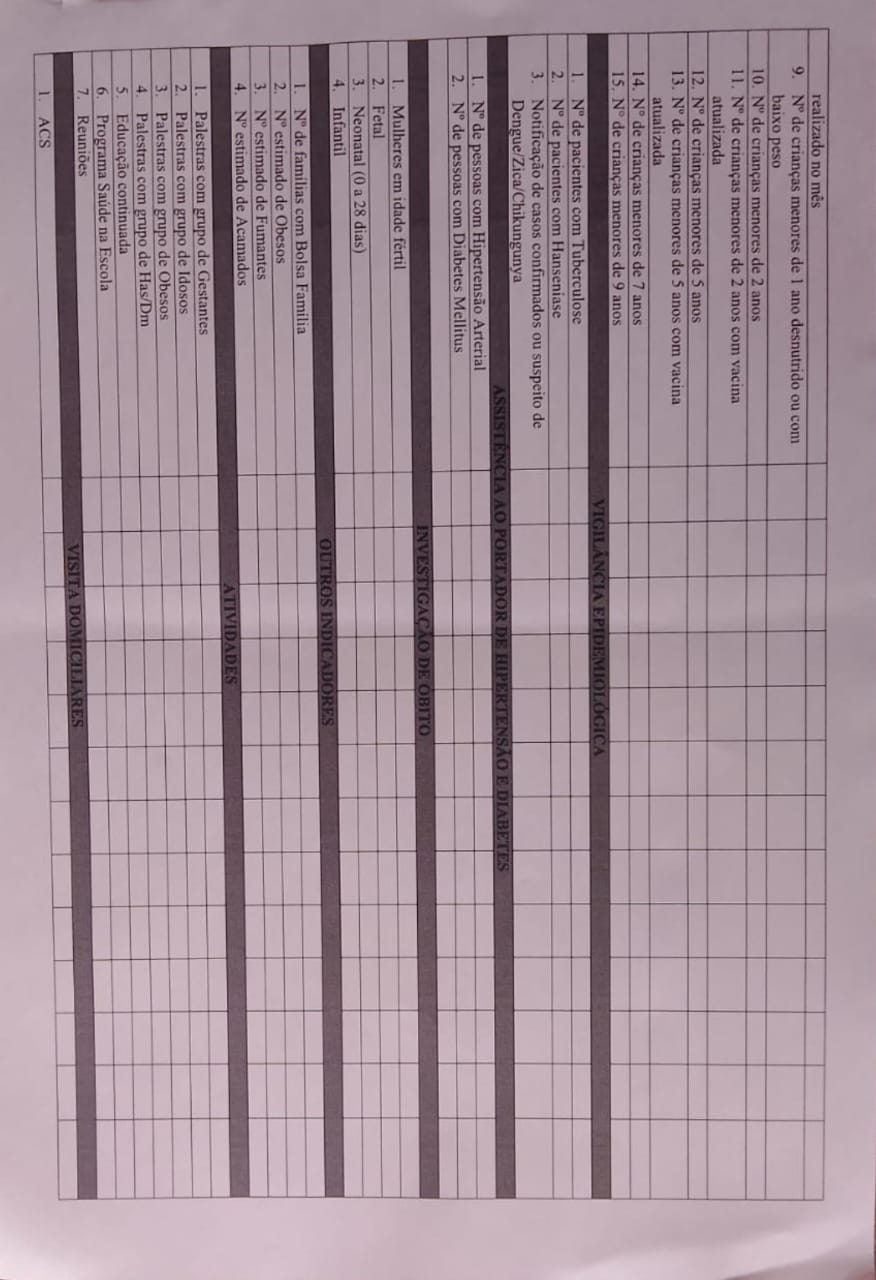 realizado no mês
9. Nº de crianças menores de 1 ano desnutrido ou com
baixo peso
10. Nº de crianças menores de 2 anos
11. Nº de crianças menores de 2 anos com vacina
atualizada
12. Nº de crianças menores de 5 anos
13. Nº de crianças menores de 5 anos com vacina
atualizada
14. Nº de crianças menores de 7 anos
15. Nº de crianças menores de 9 anos
VIGILÂNCIA EPIDEMIOLÓGICA
1. Nº de pacientes com Tuberculose
2. Nº de pacientes com Hanseniase
3. Notificação de casos confirmados ou suspeito de
Dengue/Zica/Chikungunya
ASSISTÊNCIA AO PORTADOR DE HIPERTENSÃO E DIABETES
1. Nº de pessoas com Hipertensão Arterial
2. Nº de pessoas com Diabetes Mellitus
INVESTIGAÇÃO DE ÓBITO
1. Mulheres em idade fértil
2. Fetal
3. Neonatal (0 a 28 dias)
4. Infantil
OUTROS INDICADORES
1. Nº de famílias com Bolsa Família
2. Nº estimado de Obesos
3. Nº estimado de Fumantes
4. Nº estimado de Acamados
ATIVIDADES
1. Palestras com grupo de Gestantes
2. Palestras com grupo de Idosos
3. Palestras com grupo de Obesos
4. Palestras com grupo de Has/Dm
5. Educação continuada
6. Programa Saúde na Escola
7. Reuniões
VISITA DOMICILIARES
1. ACS